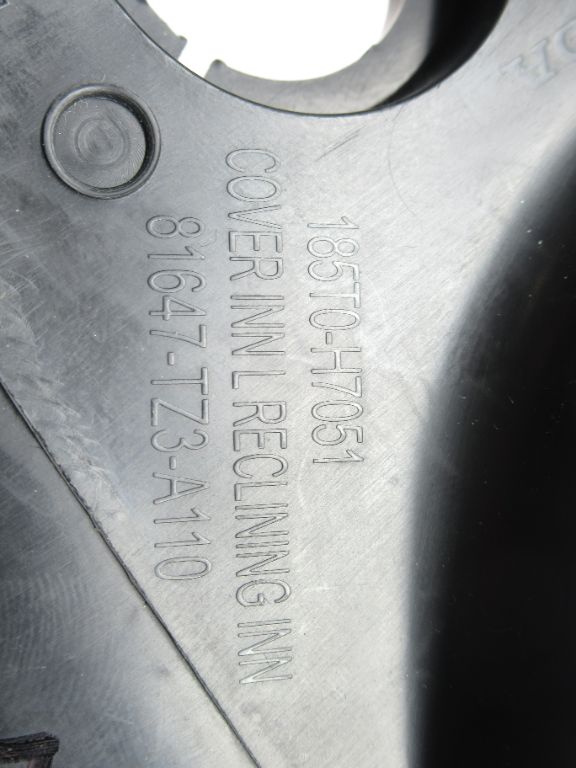 185T0-H7051
COVER INN L RECLINING INN
81647-TZ3-A110